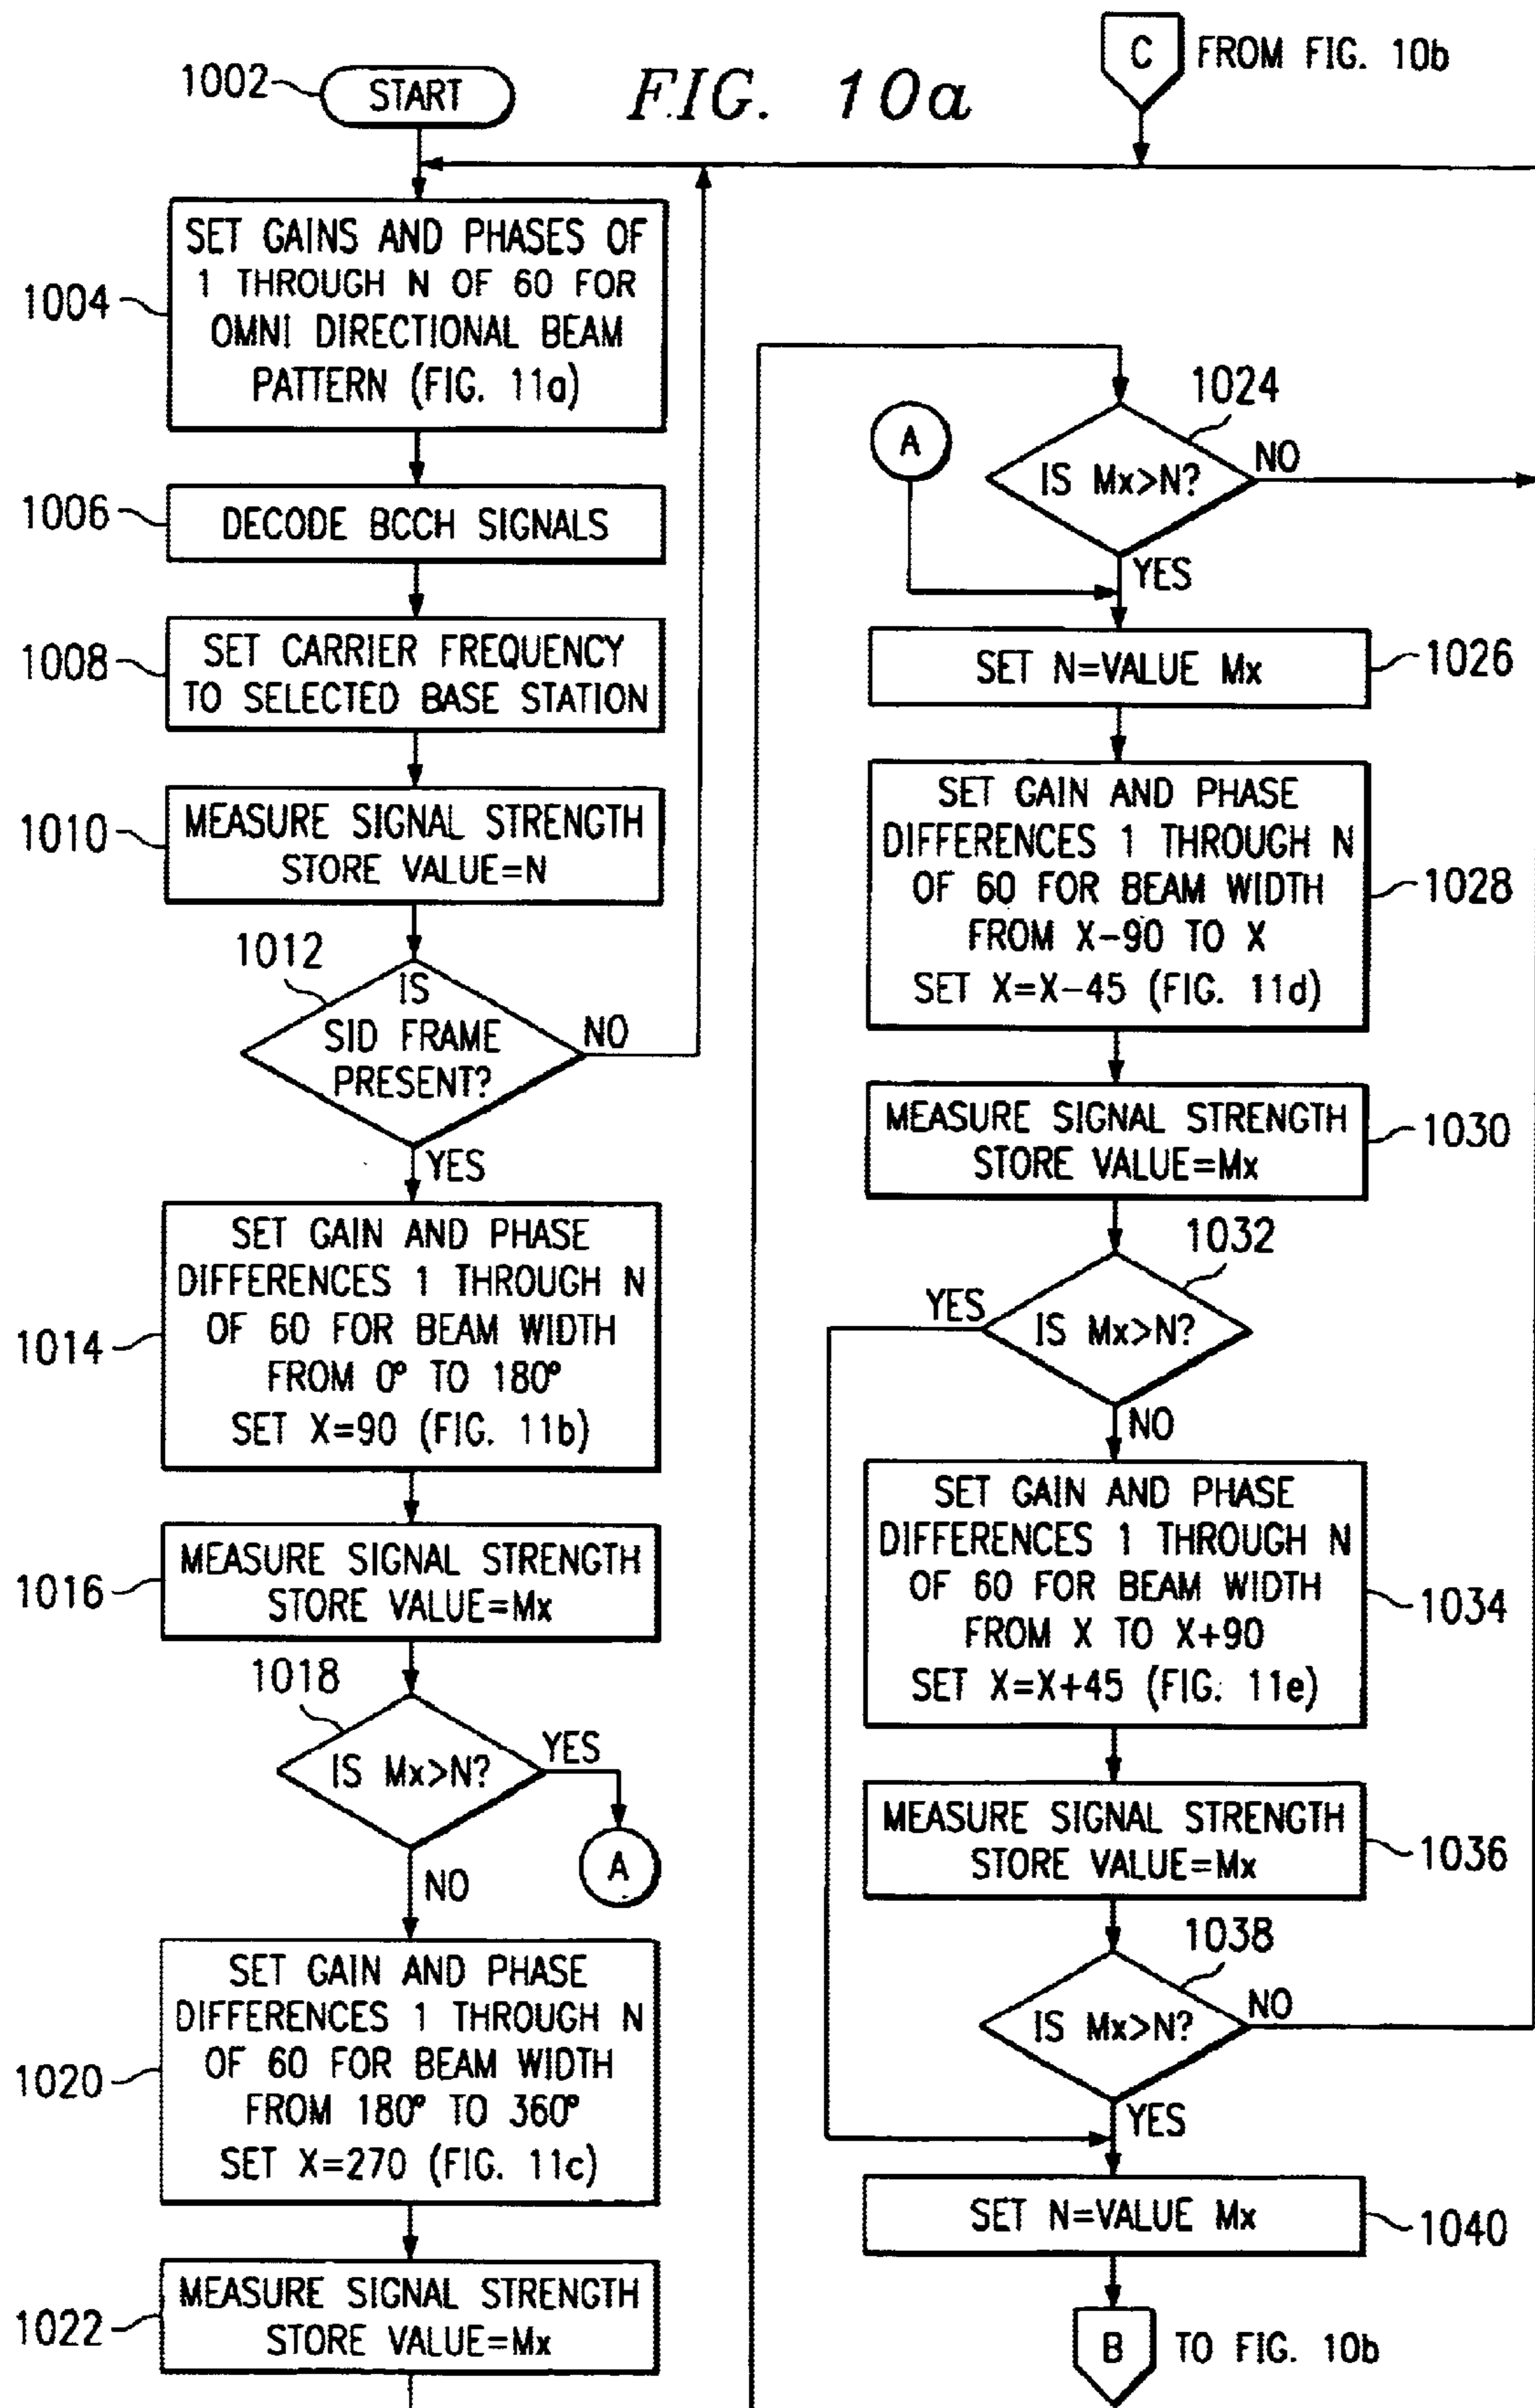 FIG. 10a
C FROM FIG. 10b
1002
START
1004
SET GAINS AND PHASES OF
1 THROUGH N OF 60 FOR
OMNI DIRECTIONAL BEAM
PATTERN (FIG. 11a)
1006
DECODE BCCH SIGNALS
1008
SET CARRIER FREQUENCY
TO SELECTED BASE STATION
1010
MEASURE SIGNAL STRENGTH
STORE VALUE=N
1012
IS
SID FRAME
PRESENT?
NO
YES
1014
SET GAIN AND PHASE
DIFFERENCES 1 THROUGH N
OF 60 FOR BEAM WIDTH
FROM 0° TO 180°
SET X=90 (FIG. 11b)
1016
MEASURE SIGNAL STRENGTH
STORE VALUE=Mx
1018
IS Mx>N?
YES
A
NO
1020
SET GAIN AND PHASE
DIFFERENCES 1 THROUGH N
OF 60 FOR BEAM WIDTH
FROM 180° TO 360°
SET X=270 (FIG. 11c)
1022
MEASURE SIGNAL STRENGTH
STORE VALUE=Mx
1024
A
IS Mx>N?
NO
YES
SET N=VALUE Mx
1026
SET GAIN AND PHASE
DIFFERENCES 1 THROUGH N
OF 60 FOR BEAM WIDTH
FROM X-90 TO X
SET X=X-45 (FIG. 11d)
1028
MEASURE SIGNAL STRENGTH
STORE VALUE=Mx
1030
1032
YES
IS Mx>N?
NO
SET GAIN AND PHASE
DIFFERENCES 1 THROUGH N
OF 60 FOR BEAM WIDTH
FROM X TO X+90
SET X=X+45 (FIG. 11e)
1034
MEASURE SIGNAL STRENGTH
STORE VALUE=Mx
1036
1038
IS Mx>N?
NO
YES
SET N=VALUE Mx
1040
B TO FIG. 10b